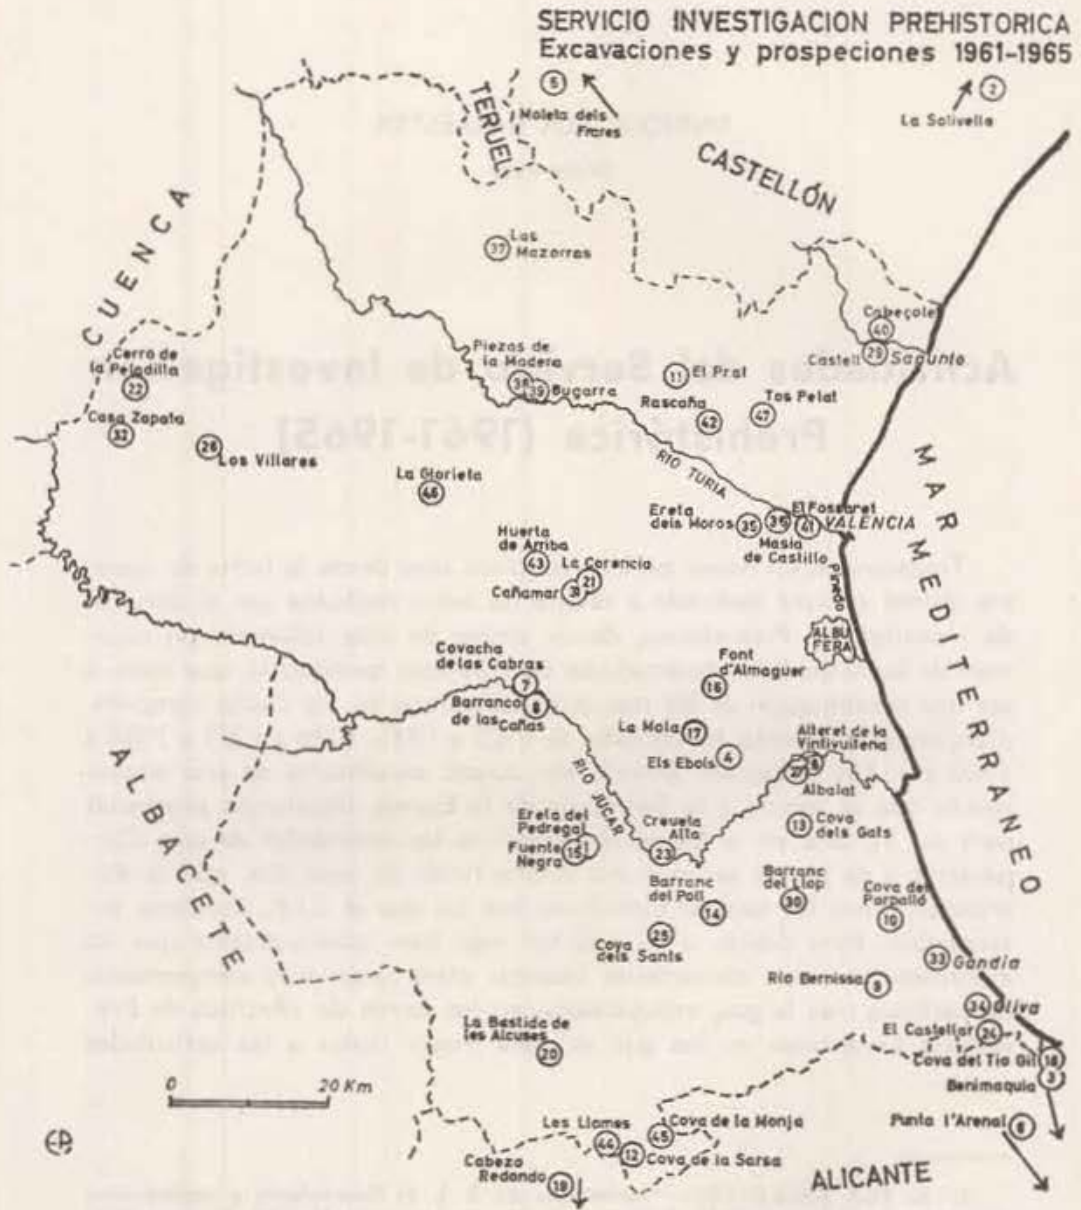 SERVICIO INVESTIGACION PREHISTORICA
Excavaciones y prospeciones 1961-1965
5
Moleta dels
Frares
2
La Solivella
TERUEL
CASTELLÓN
CUENCA
37
Las
Mazorras
Cabeçole
40
Castell
29
Sagunto
Cerro de
la Peladilla
22
Piezas de
la Madera
38
39
Bugarra
11
El Prat
Rascaña
42
Tos Pelat
47
Casa Zapata
32
26
Los Villares
La Glorieta
46
RIO TURIA
MAR MEDITERRANEO
Ereta
dels Moros
35
36
El Fossaret
41
VALENCIA
Masia
de Castillo
Huerta
de Arriba
43
La Carencia
21
Cañamar
31
Pinedo
ALBU
FERA
Covacha
de las Cabras
7
8
Barranco
de las
Cañas
Font
d'Almaguer
16
La Mola
17
Els Ebols
4
Alteret de la
Vintivuitena
27
Albalat
RIO JUCAR
ALBACETE
Ereta del
Pedregal
1
Fuente
Negra
15
Creueta
Alta
23
13
Cova
dels Gats
Barranc
del Poll
14
Barranc
del Llop
30
Cova del
Parpalló
10
25
Cova
dels Sants
33
Gandia
Rio Bernissa
9
34
Oliva
El Castellar
24
Cova del Tio Gil
18
3
Benimaquia
La Bastida de
les Alcuses
20
0
20 Km
Punta l'Arenal
6
Les Llames
44
12
Cova de la Sarsa
45
Cova de la Monja
Cabezo
Redondo
19
ALICANTE